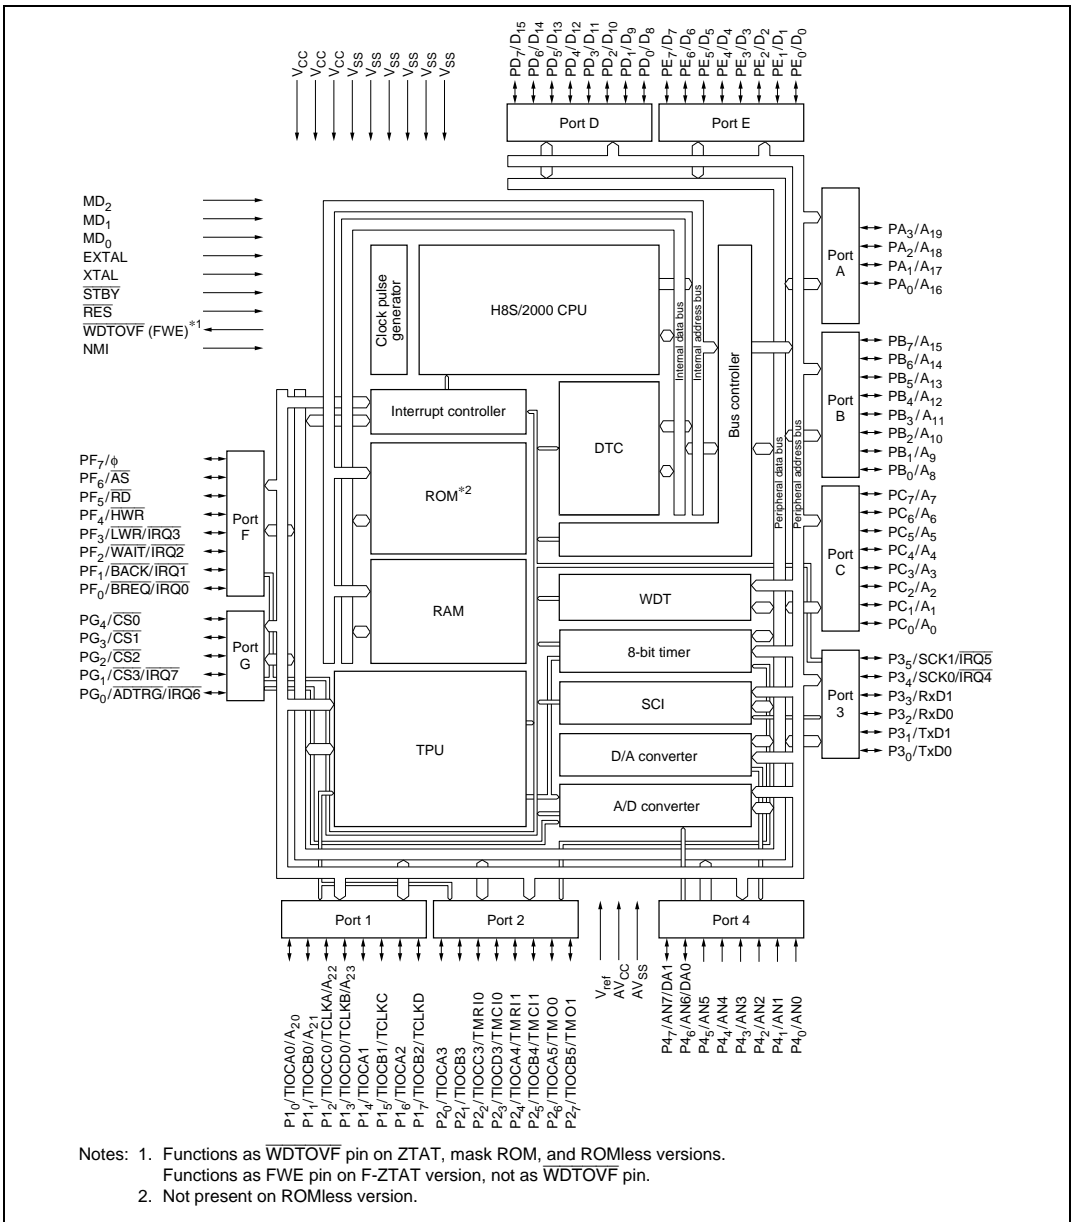 VCC
VCC
VCC
VSS
VSS
VSS
VSS
VSS
VSS
PD7/D15
PD6/D14
PD5/D13
PD4/D12
PD3/D11
PD2/D10
PD1/D9
PD0/D8
PE7/D7
PE6/D6
PE5/D5
PE4/D4
PE3/D3
PE2/D2
PE1/D1
PE0/D0
Port D
Port E
MD2
MD1
MD0
EXTAL
XTAL
STBY
RES
WDTOVF (FWE)*1
NMI
Clock pulse
generator
H8S/2000 CPU
Internal data bus
Internal address bus
Bus controller
Peripheral data bus
Peripheral address bus
Interrupt controller
DTC
ROM*2
RAM
TPU
WDT
8-bit timer
SCI
D/A converter
A/D converter
Port
A
PA3/A19
PA2/A18
PA1/A17
PA0/A16
Port
B
PB7/A15
PB6/A14
PB5/A13
PB4/A12
PB3/A11
PB2/A10
PB1/A9
PB0/A8
Port
C
PC7/A7
PC6/A6
PC5/A5
PC4/A4
PC3/A3
PC2/A2
PC1/A1
PC0/A0
Port
3
P35/SCK1/IRQ5
P34/SCK0/IRQ4
P33/RxD1
P32/RxD0
P31/TxD1
P30/TxD0
PF7/ϕ
PF6/AS
PF5/RD
PF4/HWR
PF3/LWR/IRQ3
PF2/WAIT/IRQ2
PF1/BACK/IRQ1
PF0/BREQ/IRQ0
Port
F
PG4/CS0
PG3/CS1
PG2/CS2
PG1/CS3/IRQ7
PG0/ADTRG/IRQ6
Port
G
Port 1
Port 2
Port 4
P10/TIOCA0/A20
P11/TIOCB0/A21
P12/TIOCC0/TCLKA/A22
P13/TIOCD0/TCLKB/A23
P14/TIOCA1
P15/TIOCB1/TCLKC
P16/TIOCA2
P17/TIOCB2/TCLKD
P20/TIOCA3
P21/TIOCB3
P22/TIOCC3/TMRI0
P23/TIOCD3/TMCI0
P24/TIOCA4/TMRI1
P25/TIOCB4/TMCI1
P26/TIOCA5/TMO0
P27/TIOCB5/TMO1
Vref
AVCC
AVSS
P47/AN7/DA1
P46/AN6/DA0
P45/AN5
P44/AN4
P43/AN3
P42/AN2
P41/AN1
P40/AN0
Notes: 1. Functions as WDTOVF pin on ZTAT, mask ROM, and ROMless versions.
Functions as FWE pin on F-ZTAT version, not as WDTOVF pin.
2. Not present on ROMless version.